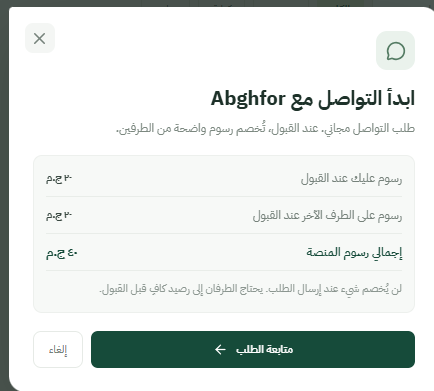 ابدأ التواصل مع Abghfor
طلب التواصل مجاني. عند القبول، تُخصم رسوم واضحة من الطرفين.
رسوم عليك عند القبول ٢٠ ج.م
رسوم على الطرف الآخر عند القبول ٢٠ ج.م
إجمالي رسوم المنصة ٤٠ ج.م
لن يُخصم شيء عند إرسال الطلب. يحتاج الطرفان إلى رصيد كافٍ قبل القبول.
متابعة الطلب ←
إلغاء